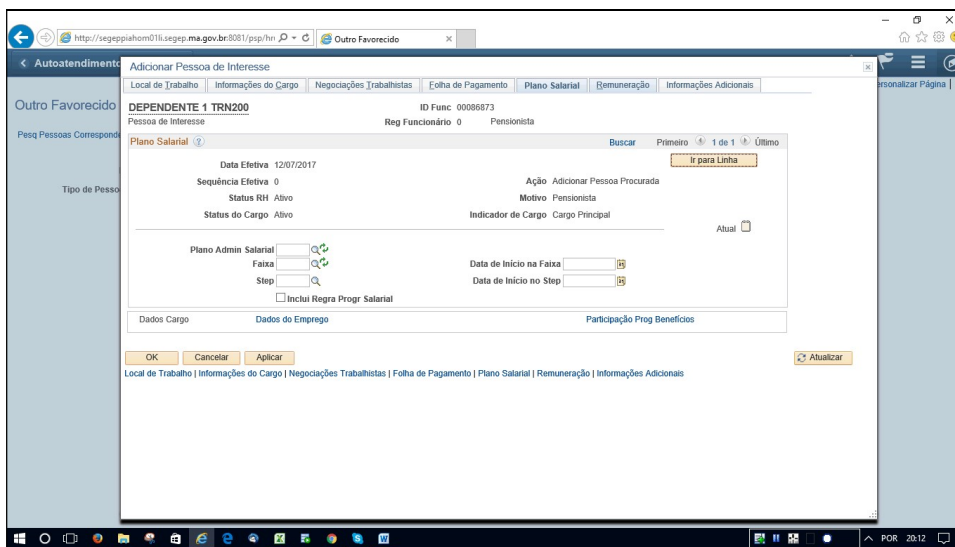 http://segeppiahom01li.segep.ma.gov.br:8081/psp/hri
Outro Favorecido
Autoatendimento
Adicionar Pessoa de Interesse
Local de Trabalho Informações do Cargo Negociações Trabalhistas Folha de Pagamento Plano Salarial Remuneração Informações Adicionais
Personalizar Página |
Outro Favorecido
DEPENDENTE 1 TRN200 ID Func 00086873
Pessoa de Interesse Reg Funcionário 0 Pensionista
Pesq Pessoas Corresponde
Plano Salarial Buscar Primeiro 1 de 1 Último
Data Efetiva 12/07/2017 Ir para Linha
Sequência Efetiva 0 Ação Adicionar Pessoa Procurada
Tipo de Pesso
Status RH Ativo Motivo Pensionista
Status do Cargo Ativo Indicador de Cargo Cargo Principal
Atual
Plano Admin Salarial
Faixa Data de Início na Faixa
Step Data de Início no Step
Inclui Regra Progr Salarial
Dados Cargo Dados do Emprego Participação Prog Benefícios
OK Cancelar Aplicar Atualizar
Local de Trabalho | Informações do Cargo | Negociações Trabalhistas | Folha de Pagamento | Plano Salarial | Remuneração | Informações Adicionais
POR 20:12